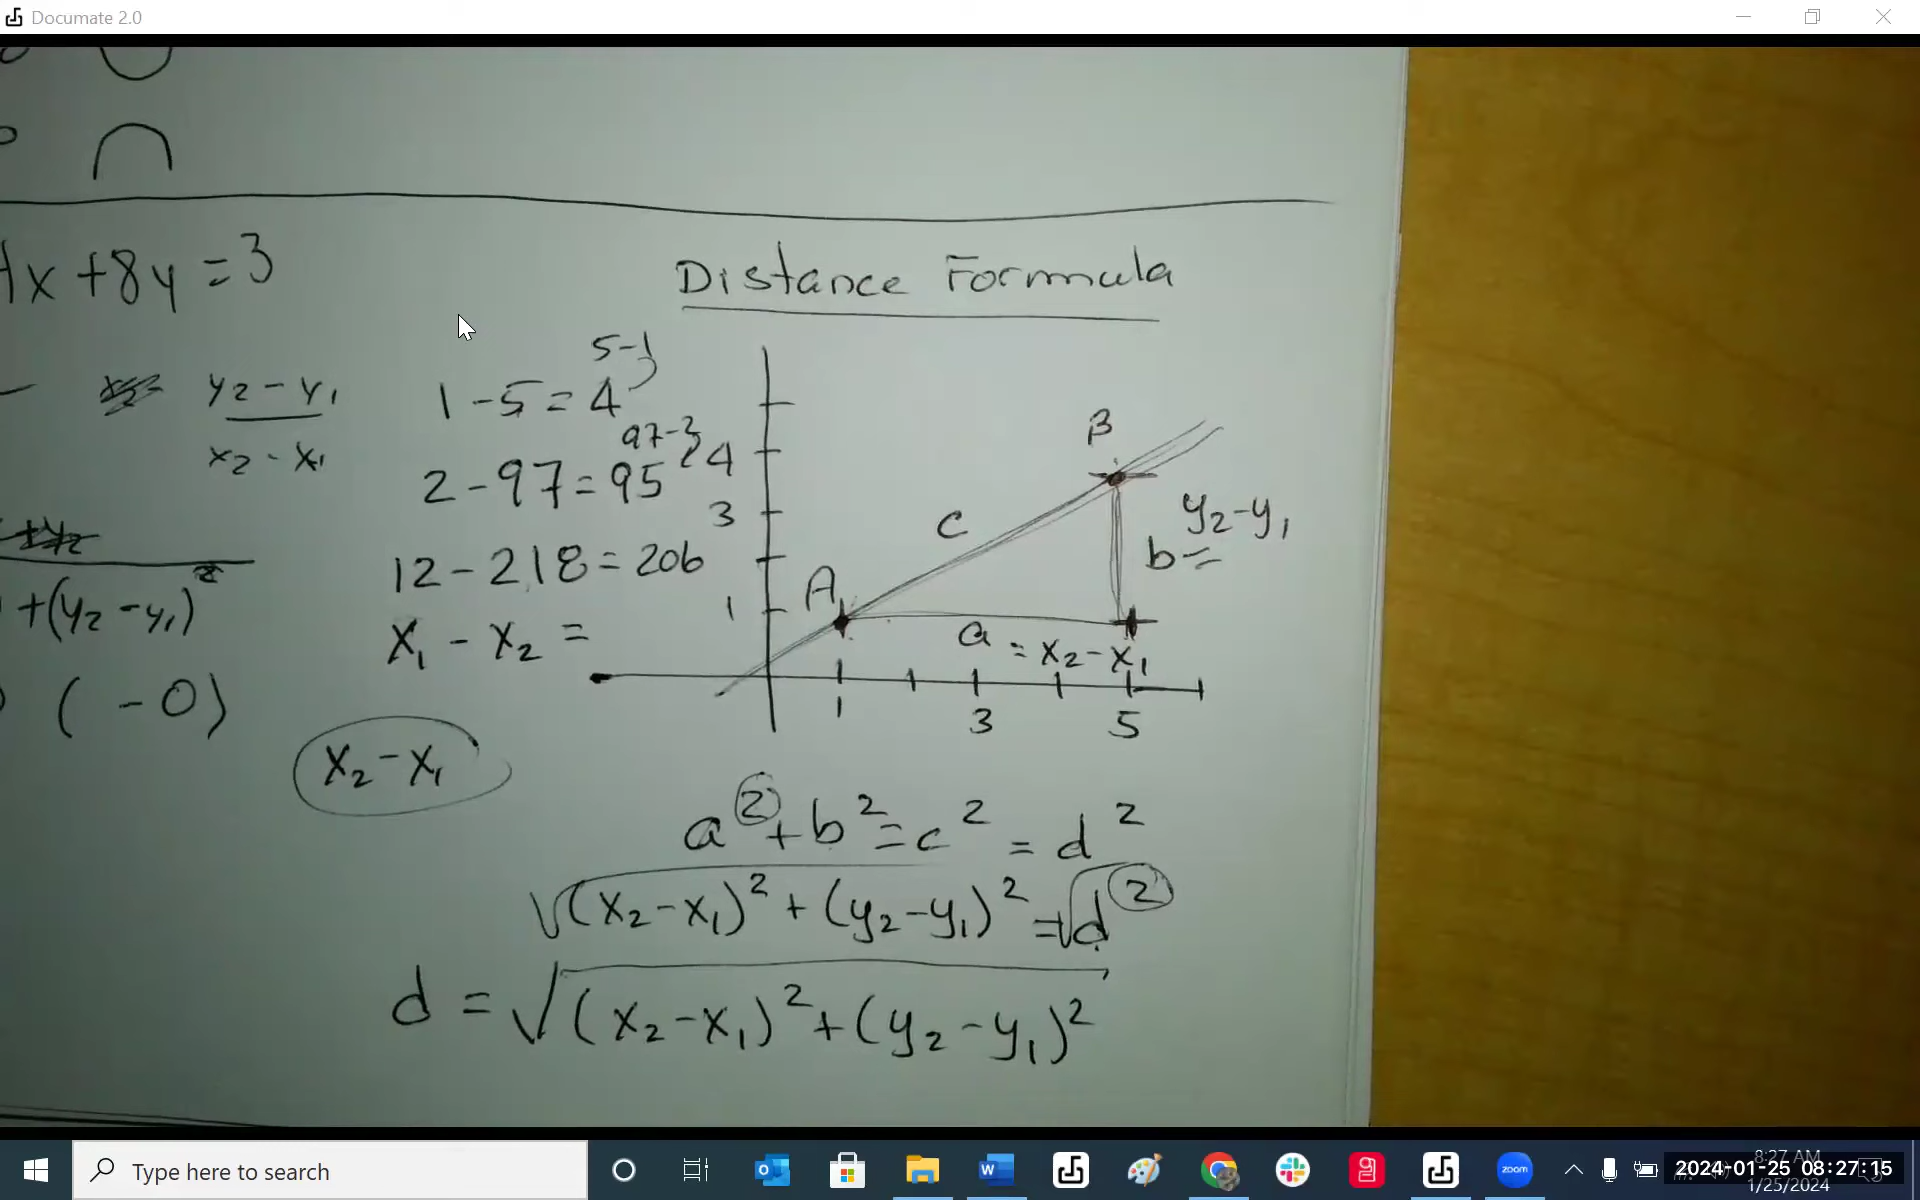 Documate 2.0
4x + 8y = 3
Distance Formula
5-1
1 - 5 = 4
97-2
2 - 97 = 95
12 - 218 = 206
x₁ - x₂ =
x₂ - x₁
y₂ - y₁
x₂ - x₁
+(y₂ - y₁)²
( - 0)
4
3
1
A
B
C
y₂ - y₁
b =
a = x₂ - x₁
1
3
5
a² + b² = c² = d²
√(x₂ - x₁)² + (y₂ - y₁)² = √d²
d = √(x₂ - x₁)² + (y₂ - y₁)²
Type here to search
zoom
8:27 AM
2024-01-25 08:27:15
1/25/2024